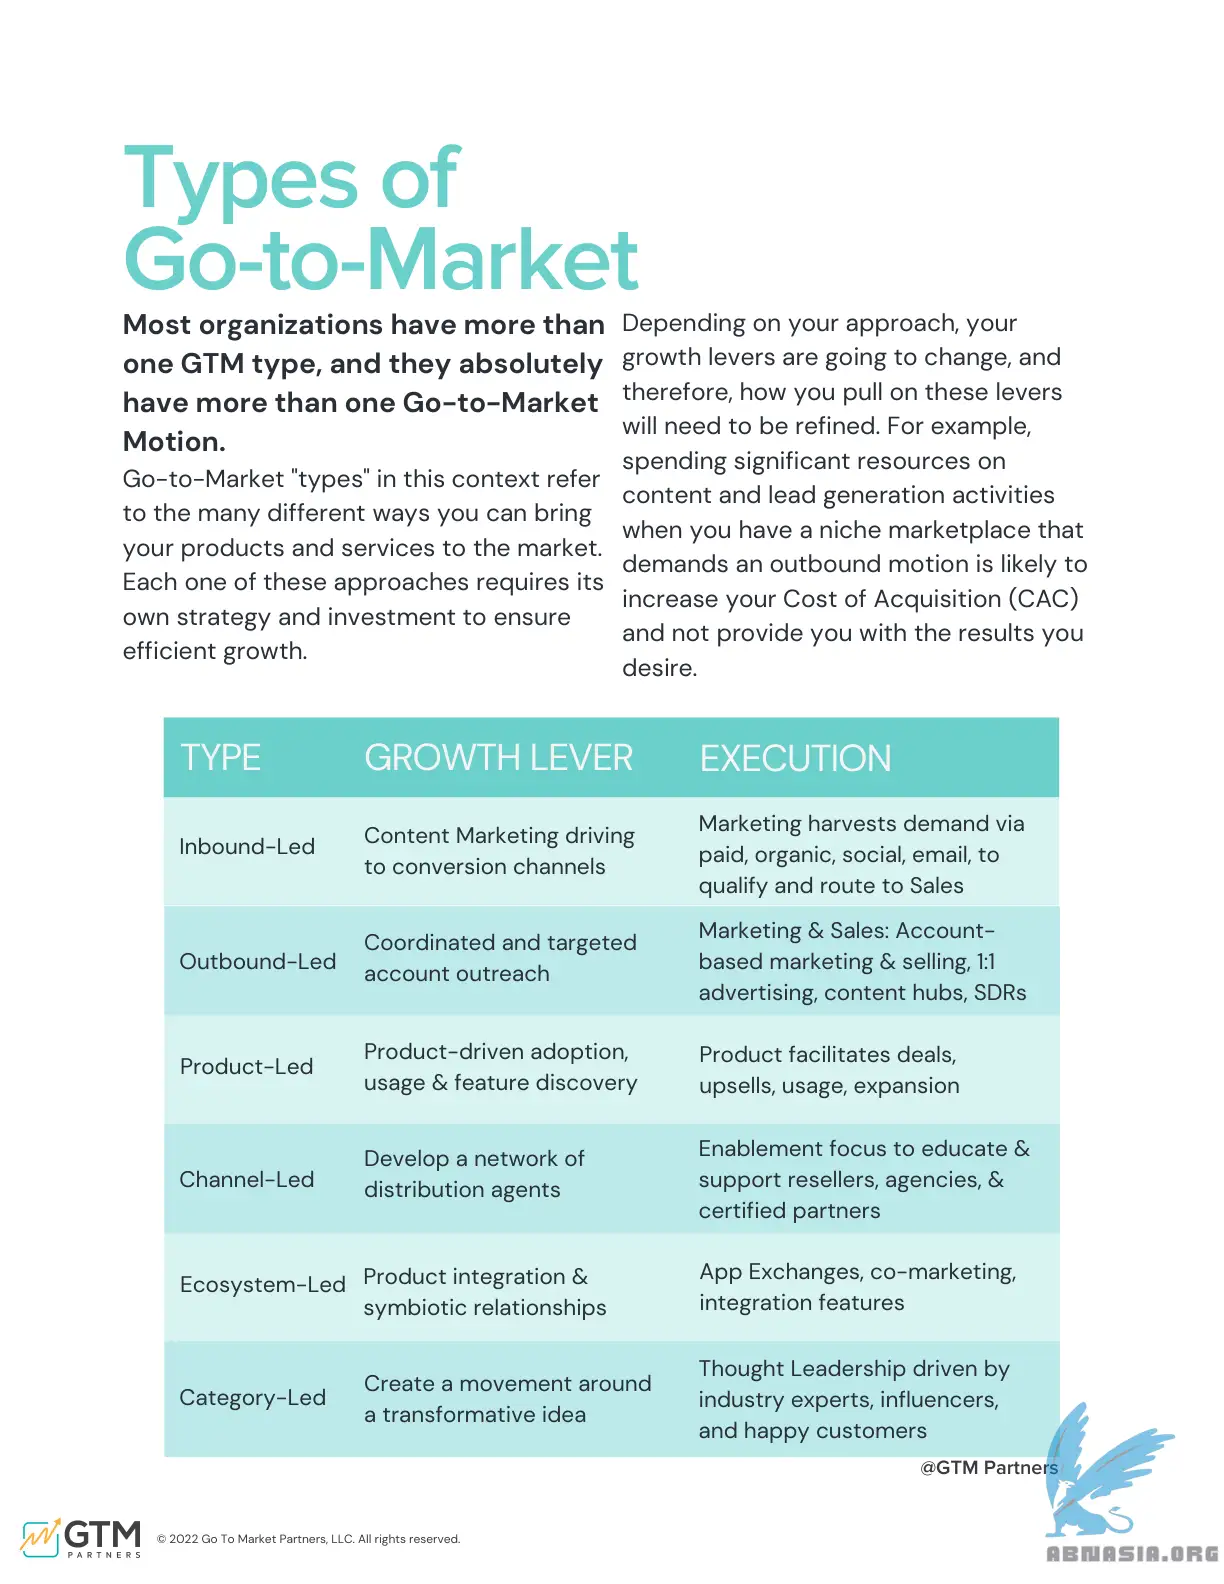 Types of
Go-to-Market
Most organizations have more than
one GTM type, and they absolutely
have more than one Go-to-Market
Motion.
Go-to-Market "types" in this context refer
to the many different ways you can bring
your products and services to the market.
Each one of these approaches requires its
own strategy and investment to ensure
efficient growth.
Depending on your approach, your
growth levers are going to change, and
therefore, how you pull on these levers
will need to be refined. For example,
spending significant resources on
content and lead generation activities
when you have a niche marketplace that
demands an outbound motion is likely to
increase your Cost of Acquisition (CAC)
and not provide you with the results you
desire.
TYPE GROWTH LEVER EXECUTION
Inbound-Led
Content Marketing driving
to conversion channels
Marketing harvests demand via
paid, organic, social, email, to
qualify and route to Sales
Outbound-Led
Coordinated and targeted
account outreach
Marketing & Sales: Account-
based marketing & selling, 1:1
advertising, content hubs, SDRs
Product-Led
Product-driven adoption,
usage & feature discovery
Product facilitates deals,
upsells, usage, expansion
Channel-Led
Develop a network of
distribution agents
Enablement focus to educate &
support resellers, agencies, &
certified partners
Ecosystem-Led
Product integration &
symbiotic relationships
App Exchanges, co-marketing,
integration features
Category-Led
Create a movement around
a transformative idea
Thought Leadership driven by
industry experts, influencers,
and happy customers
@GTM Partners
GTM
PARTNERS
© 2022 Go To Market Partners, LLC. All rights reserved.
ABNASIA.ORG